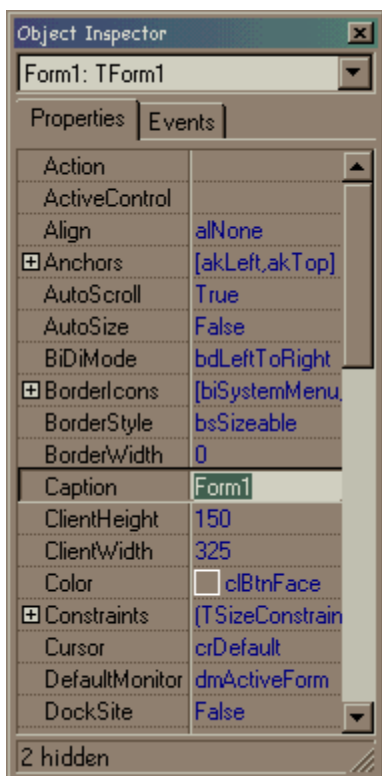 Object Inspector
Form1: TForm1
Properties Events
Action
ActiveControl
Align alNone
Anchors [akLeft,akTop]
AutoScroll True
AutoSize False
BiDiMode bdLeftToRight
BorderIcons [biSystemMenu,
BorderStyle bsSizeable
BorderWidth 0
Caption Form1
ClientHeight 150
ClientWidth 325
Color clBtnFace
Constraints (TSizeConstrain
Cursor crDefault
DefaultMonitor dmActiveForm
DockSite False
2 hidden